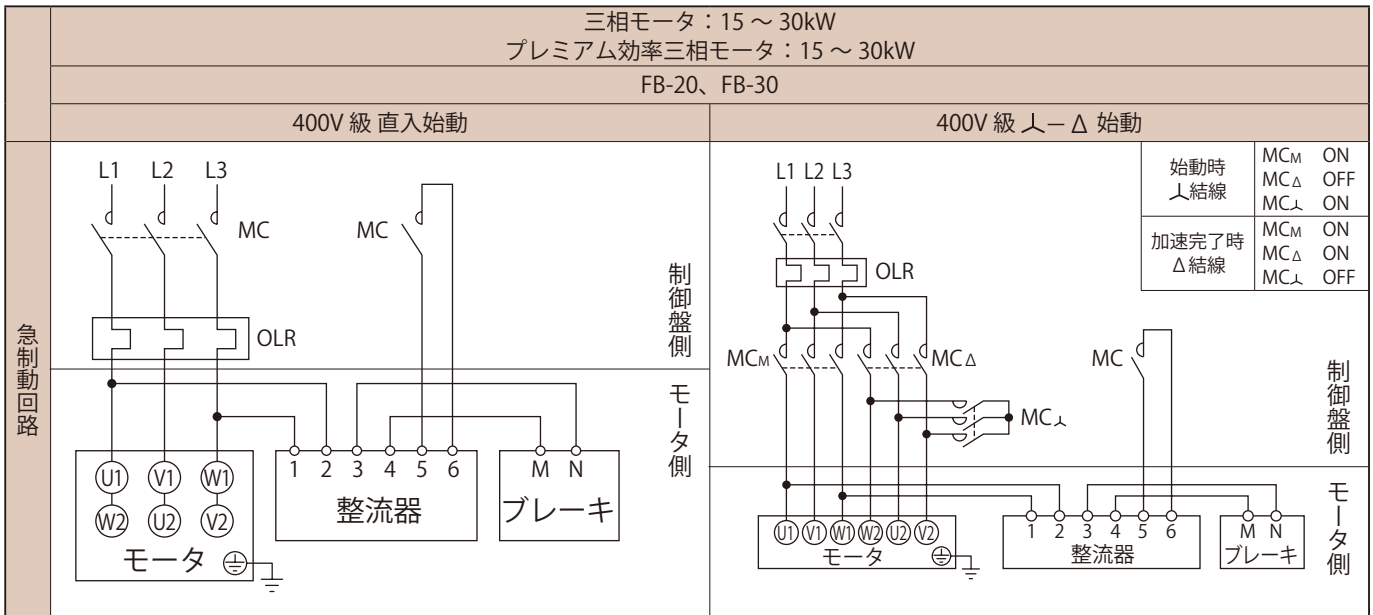 三相モータ：15 ～ 30kW
プレミアム効率三相モータ：15 ～ 30kW
FB-20、FB-30
400V 級 直入始動
400V 級 人－Δ 始動
急制動回路
L1 L2 L3
MC
MC
OLR
制御盤側
モータ側
U1 V1 W1
W2 U2 V2
モータ
1 2 3 4 5 6
整流器
M N
ブレーキ
始動時
人結線
MCM ON
MCΔ OFF
MC人 ON
加速完了時
Δ結線
MCM ON
MCΔ ON
MC人 OFF
L1 L2 L3
OLR
MCM
MCΔ
MC
MC人
制御盤側
モータ側
U1 V1 W1 W2 U2 V2
モータ
1 2 3 4 5 6
整流器
M N
ブレーキ